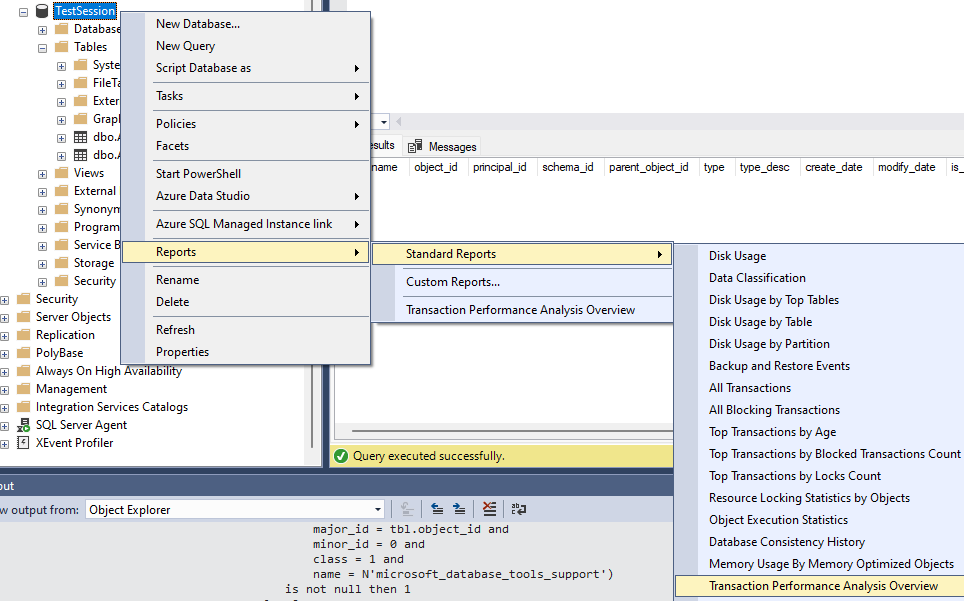 TestSession
Database
Tables
Syste
FileTa
Exter
Graph
dbo.A
dbo.A
Views
External
Synonym
Program
Service B
Storage
Security
Security
Server Objects
Replication
PolyBase
Always On High Availability
Management
Integration Services Catalogs
SQL Server Agent
XEvent Profiler
New Database...
New Query
Script Database as
Tasks
Policies
Facets
Start PowerShell
Azure Data Studio
Azure SQL Managed Instance link
Reports
Rename
Delete
Refresh
Properties
Standard Reports
Custom Reports...
Transaction Performance Analysis Overview
Disk Usage
Data Classification
Disk Usage by Top Tables
Disk Usage by Table
Disk Usage by Partition
Backup and Restore Events
All Transactions
All Blocking Transactions
Top Transactions by Age
Top Transactions by Blocked Transactions Count
Top Transactions by Locks Count
Resource Locking Statistics by Objects
Object Execution Statistics
Database Consistency History
Memory Usage By Memory Optimized Objects
Transaction Performance Analysis Overview
esults Messages
name object_id principal_id schema_id parent_object_id type type_desc create_date modify_date is_
Query executed successfully.
out
w output from: Object Explorer
major_id = tbl.object_id and
minor_id = 0 and
class = 1 and
name = N'microsoft_database_tools_support')
is not null then 1